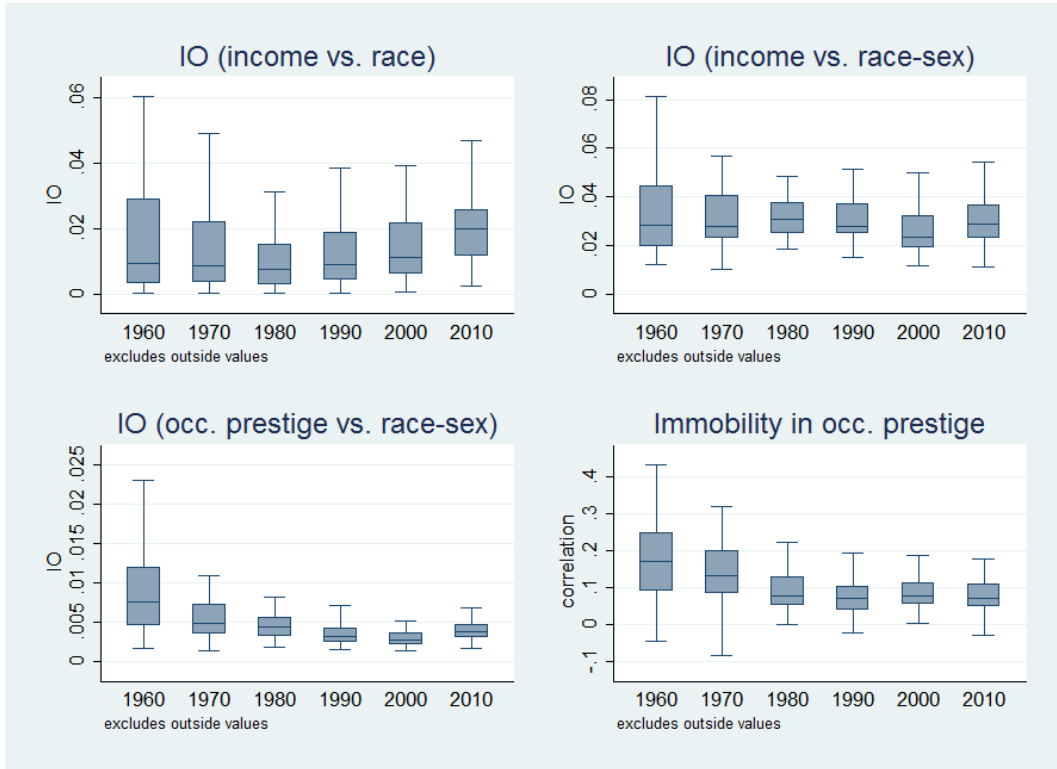 IO (income vs. race)
IO
0 .02 .04 .06
1960 1970 1980 1990 2000 2010
excludes outside values
IO (income vs. race-sex)
IO
0 .02 .04 .06 .08
1960 1970 1980 1990 2000 2010
excludes outside values
IO (occ. prestige vs. race-sex)
IO
0 .005 .01 .015 .02 .025
1960 1970 1980 1990 2000 2010
excludes outside values
Immobility in occ. prestige
correlation
-.1 0 .1 .2 .3 .4
1960 1970 1980 1990 2000 2010
excludes outside values